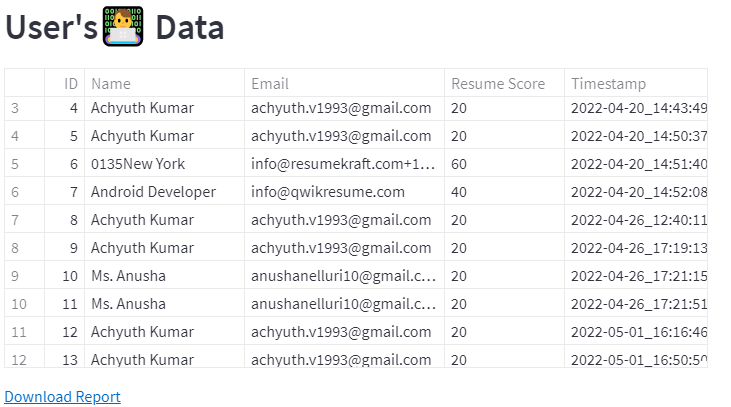 User's Data
ID Name Email Resume Score Timestamp
3 4 Achyuth Kumar achyuth.v1993@gmail.com 20 2022-04-20_14:43:49
4 5 Achyuth Kumar achyuth.v1993@gmail.com 20 2022-04-20_14:50:37
5 6 0135New York info@resumekraft.com+1... 60 2022-04-20_14:51:40
6 7 Android Developer info@qwikresume.com 40 2022-04-20_14:52:08
7 8 Achyuth Kumar achyuth.v1993@gmail.com 20 2022-04-26_12:40:11
8 9 Achyuth Kumar achyuth.v1993@gmail.com 20 2022-04-26_17:19:13
9 10 Ms. Anusha anushanelluri10@gmail.c... 20 2022-04-26_17:21:15
10 11 Ms. Anusha anushanelluri10@gmail.c... 20 2022-04-26_17:21:51
11 12 Achyuth Kumar achyuth.v1993@gmail.com 20 2022-05-01_16:16:46
12 13 Achyuth Kumar achyuth.v1993@gmail.com 20
Download Report